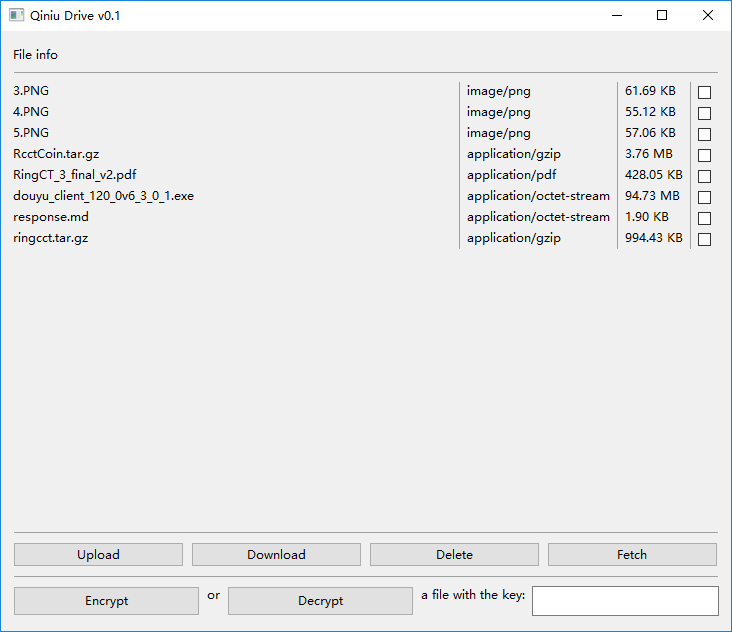 Qiniu Drive v0.1
File info
3.PNG image/png 61.69 KB
4.PNG image/png 55.12 KB
5.PNG image/png 57.06 KB
RcctCoin.tar.gz application/gzip 3.76 MB
RingCT_3_final_v2.pdf application/pdf 428.05 KB
douyu_client_120_0v6_3_0_1.exe application/octet-stream 94.73 MB
response.md application/octet-stream 1.90 KB
ringcct.tar.gz application/gzip 994.43 KB
Upload Download Delete Fetch
Encrypt or Decrypt a file with the key: